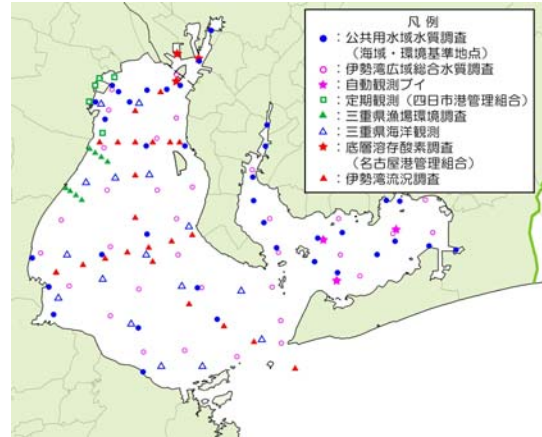 凡 例
：公共用水域水質調査
（海域・環境基準地点）
：伊勢湾広域総合水質調査
：自動観測ブイ
：定期観測（四日市港管理組合）
：三重県漁場環境調査
：三重県海洋観測
：底層溶存酸素調査
（名古屋港管理組合）
：伊勢湾流況調査